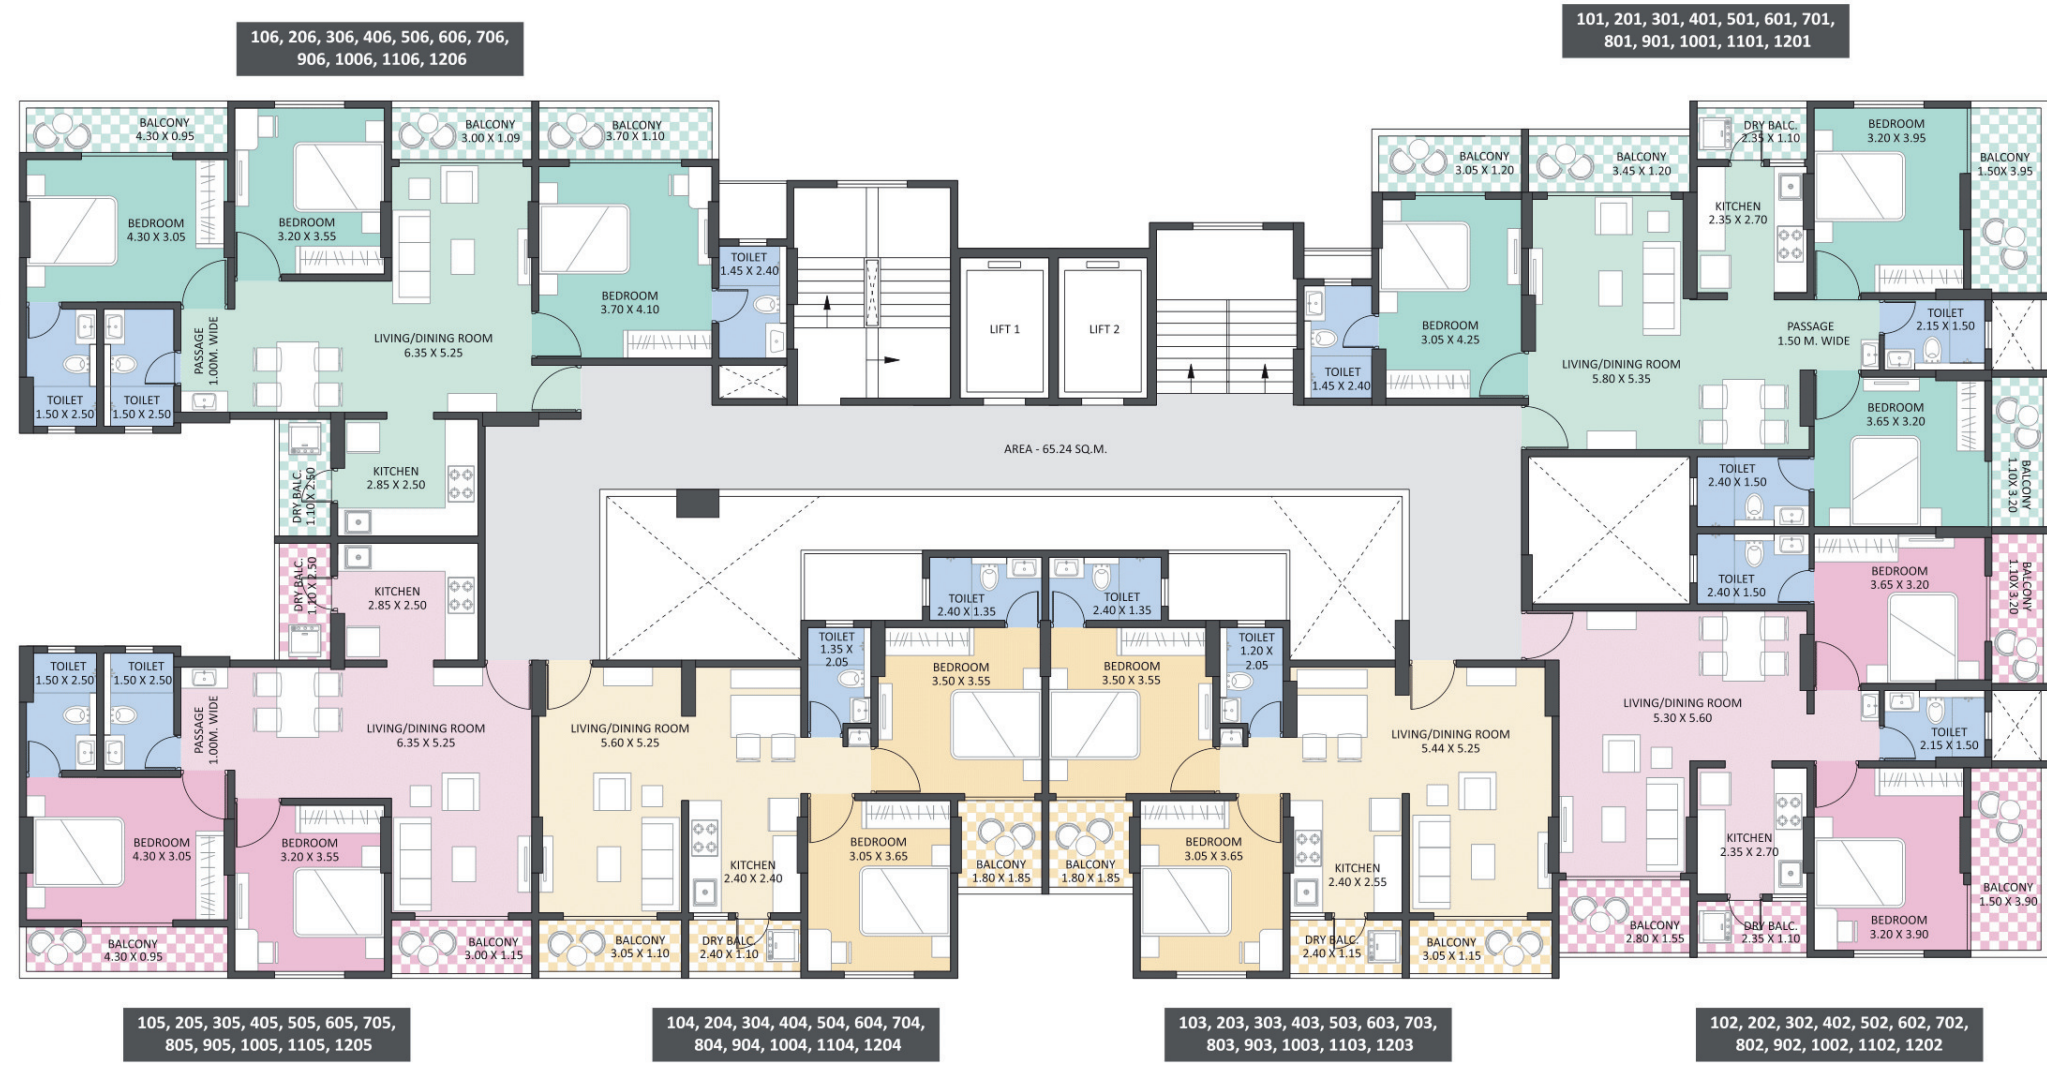 106, 206, 306, 406, 506, 606, 706,
906, 1006, 1106, 1206
101, 201, 301, 401, 501, 601, 701,
801, 901, 1001, 1101, 1201
BALCONY
4.30 X 0.95
BALCONY
3.00 X 1.09
BALCONY
3.70 X 1.10
BEDROOM
4.30 X 3.05
BEDROOM
3.20 X 3.55
BEDROOM
3.70 X 4.10
TOILET
1.45 X 2.40
LIVING/DINING ROOM
6.35 X 5.25
PASSAGE
1.00M. WIDE
TOILET
1.50 X 2.50
TOILET
1.50 X 2.50
KITCHEN
2.85 X 2.50
DRY BALC.
1.10 X 2.50
LIFT 1
LIFT 2
AREA - 65.24 SQ.M.
BALCONY
3.05 X 1.20
BALCONY
3.45 X 1.20
DRY BALC.
2.35 X 1.10
BEDROOM
3.20 X 3.95
BALCONY
1.50X 3.95
KITCHEN
2.35 X 2.70
BEDROOM
3.05 X 4.25
TOILET
1.45 X 2.40
LIVING/DINING ROOM
5.80 X 5.35
PASSAGE
1.50 M. WIDE
TOILET
2.15 X 1.50
BEDROOM
3.65 X 3.20
BALCONY
1.10X 3.20
TOILET
2.40 X 1.50
TOILET
2.40 X 1.50
BEDROOM
3.65 X 3.20
BALCONY
1.10X 3.20
DRY BALC.
1.10 X 2.50
KITCHEN
2.85 X 2.50
TOILET
1.50 X 2.50
TOILET
1.50 X 2.50
PASSAGE
1.00M. WIDE
LIVING/DINING ROOM
6.35 X 5.25
BEDROOM
4.30 X 3.05
BEDROOM
3.20 X 3.55
BALCONY
4.30 X 0.95
BALCONY
3.00 X 1.15
TOILET
2.40 X 1.35
TOILET
2.40 X 1.35
TOILET
1.35 X
2.05
BEDROOM
3.50 X 3.55
BEDROOM
3.50 X 3.55
TOILET
1.20 X
2.05
LIVING/DINING ROOM
5.60 X 5.25
KITCHEN
2.40 X 2.40
BEDROOM
3.05 X 3.65
BALCONY
1.80 X 1.85
BALCONY
1.80 X 1.85
BALCONY
3.05 X 1.10
DRY BALC.
2.40 X 1.10
LIVING/DINING ROOM
5.44 X 5.25
BEDROOM
3.05 X 3.65
KITCHEN
2.40 X 2.55
DRY BALC.
2.40 X 1.15
BALCONY
3.05 X 1.15
LIVING/DINING ROOM
5.30 X 5.60
TOILET
2.15 X 1.50
KITCHEN
2.35 X 2.70
BALCONY
2.80 X 1.55
DRY BALC.
2.35 X 1.10
BEDROOM
3.20 X 3.90
BALCONY
1.50 X 3.90
105, 205, 305, 405, 505, 605, 705,
805, 905, 1005, 1105, 1205
104, 204, 304, 404, 504, 604, 704,
804, 904, 1004, 1104, 1204
103, 203, 303, 403, 503, 603, 703,
803, 903, 1003, 1103, 1203
102, 202, 302, 402, 502, 602, 702,
802, 902, 1002, 1102, 1202